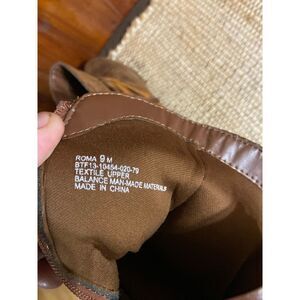 ROMA 9 M
BTF13-10454-020-79
TEXTILE UPPER
BALANCE MAN-MADE MATERIALS
MADE IN CHINA